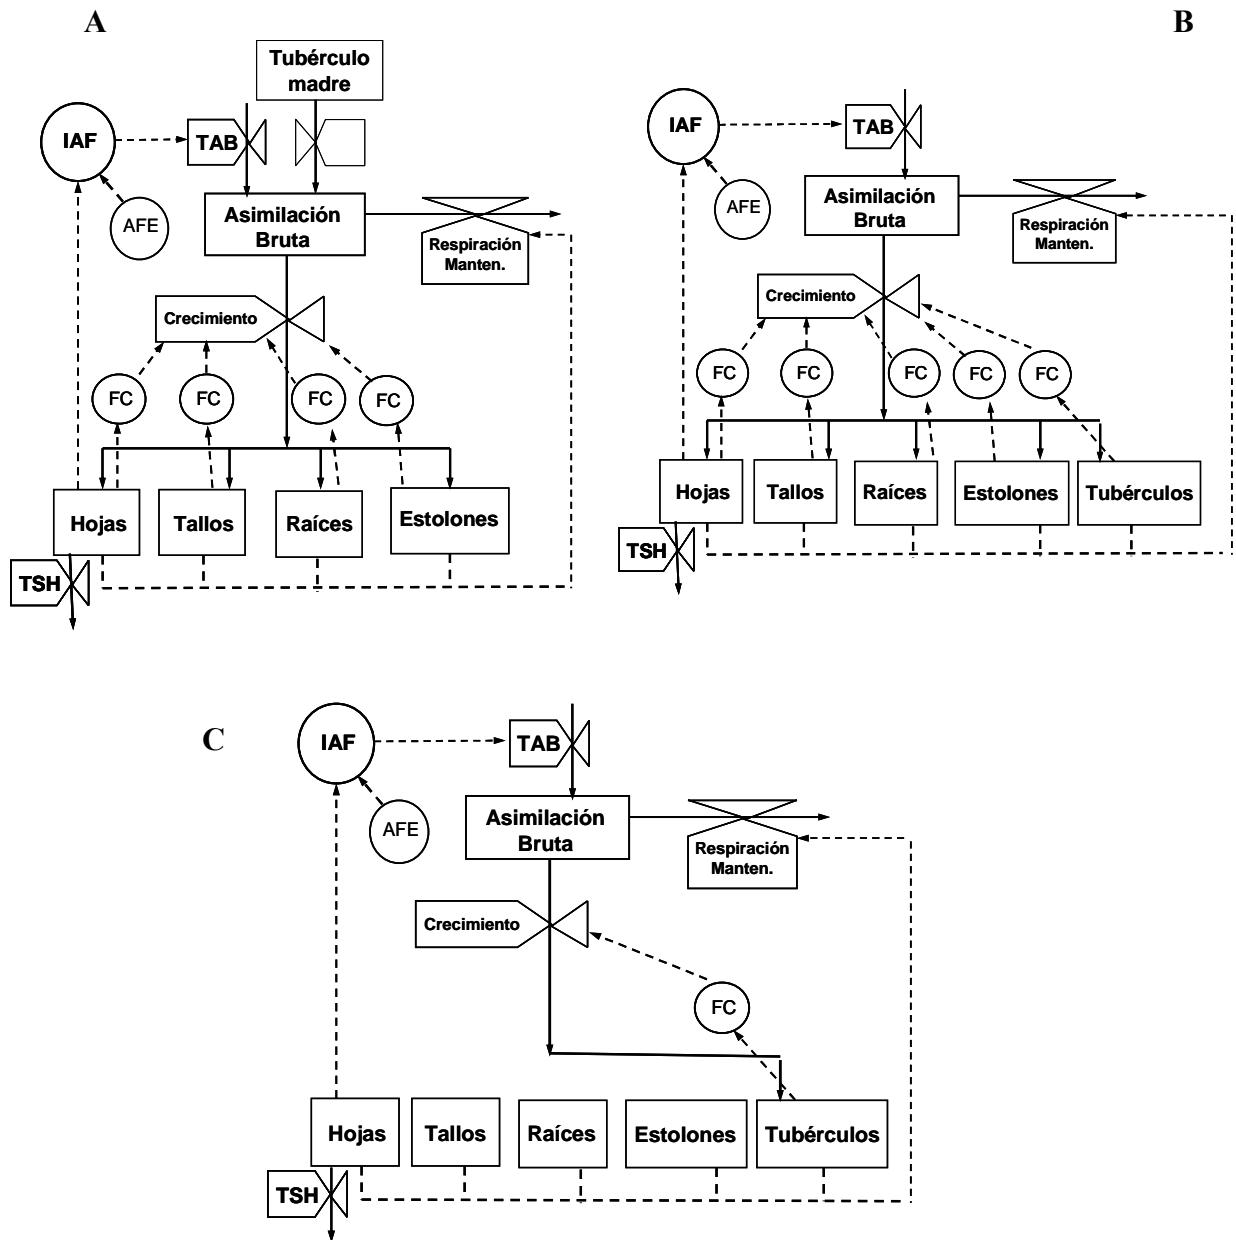 A
Tubérculo
madre
IAF
TAB
AFE
Asimilación
Bruta
Respiración
Manten.
Crecimiento
FC
FC
FC
FC
Hojas
Tallos
Raíces
Estolones
TSH
B
IAF
TAB
AFE
Asimilación
Bruta
Respiración
Manten.
Crecimiento
FC
FC
FC
FC
FC
Hojas
Tallos
Raíces
Estolones
Tubérculos
TSH
C
IAF
TAB
AFE
Asimilación
Bruta
Respiración
Manten.
Crecimiento
FC
Hojas
Tallos
Raíces
Estolones
Tubérculos
TSH